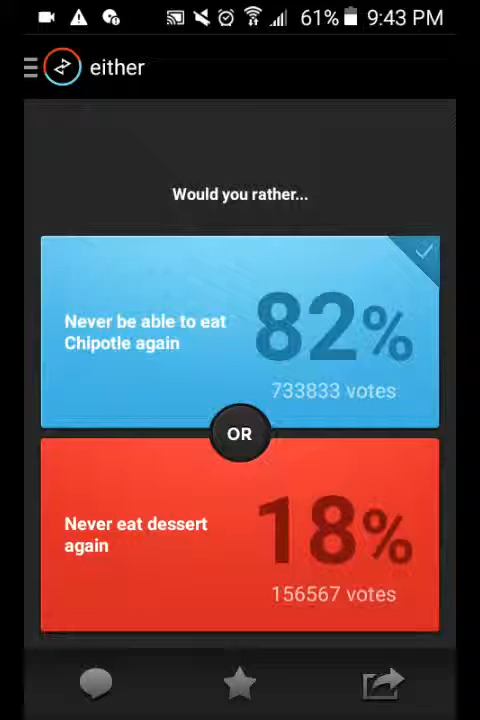 61% 9:43 PM
either
Would you rather...
Never be able to eat
Chipotle again
82%
733833 votes
OR
Never eat dessert
again
18%
156567 votes